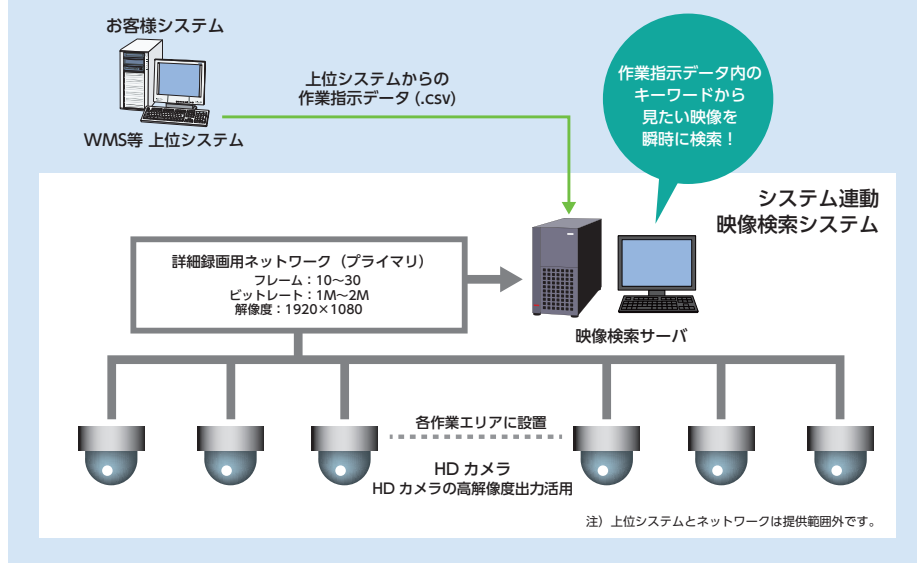 お客様システム
WMS等 上位システム
上位システムからの
作業指示データ (.csv)
作業指示データ内の
キーワードから
見たい映像を
瞬時に検索！
システム連動
映像検索システム
詳細録画用ネットワーク（プライマリ）
フレーム：10〜30
ビットレート：1M〜2M
解像度：1920×1080
映像検索サーバ
各作業エリアに設置
HD カメラ
HD カメラの高解像度出力活用
注）上位システムとネットワークは提供範囲外です。